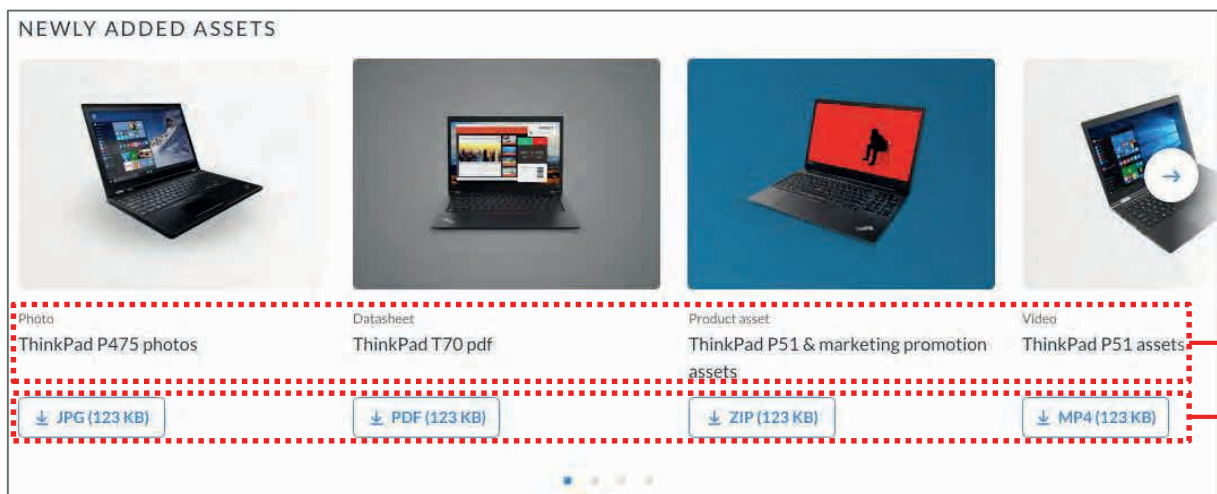 NEWLY ADDED ASSETS
Photo
ThinkPad P475 photos
JPG (123 KB)
Datasheet
ThinkPad T70 pdf
PDF (123 KB)
Product asset
ThinkPad P51 & marketing promotion
assets
ZIP (123 KB)
Video
ThinkPad P51 assets
MP4 (123 KB)